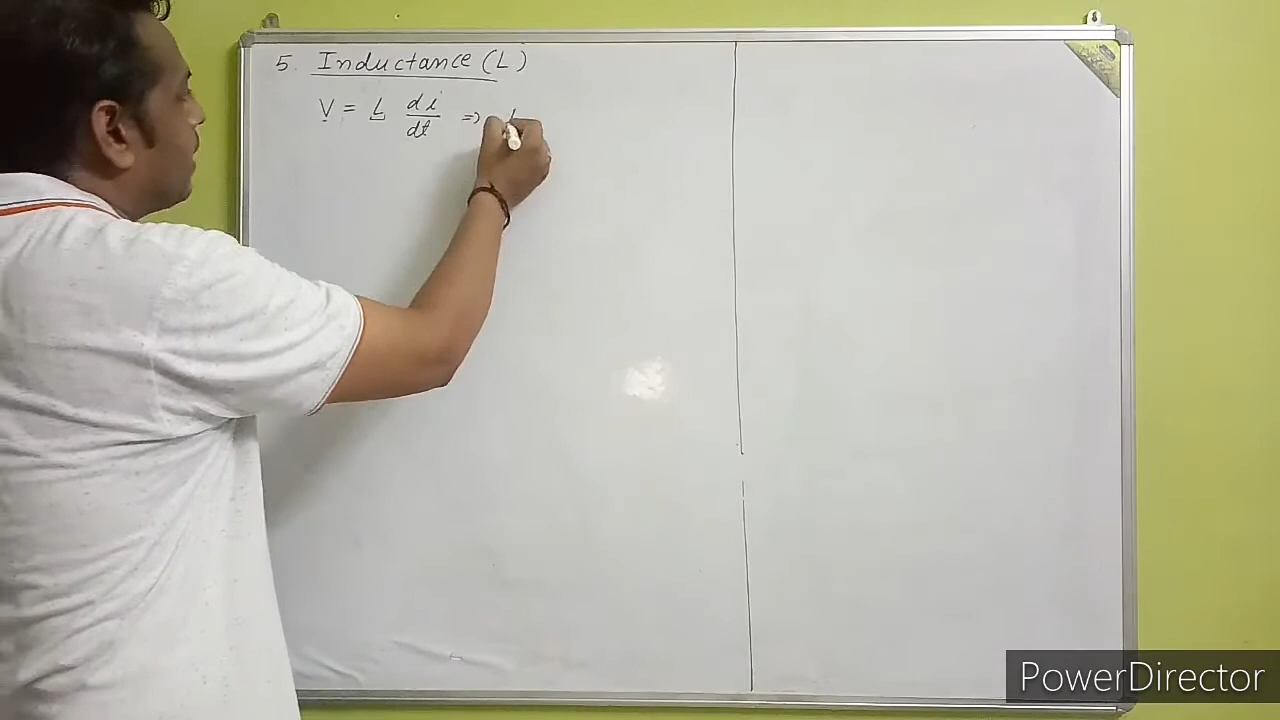 5. Inductance (L)
V = L di/dt ⇒ L
PowerDirector